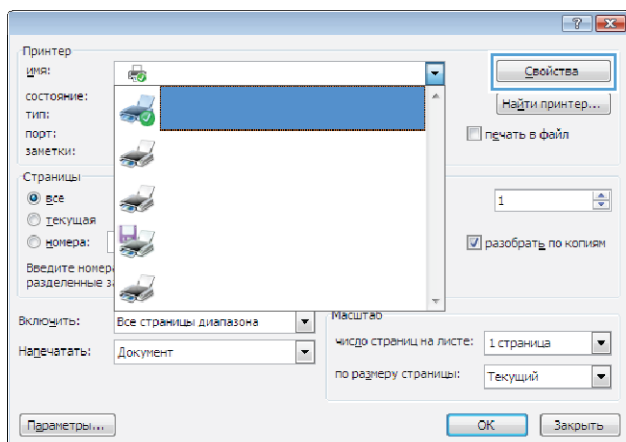 Принтер
имя:
Свойства
состояние:
Найти принтер...
тип:
порт:
печать в файл
заметки:
Страницы
все
1
текущая
номера:
разобрать по копиям
Введите
разделенные
Включить: Все страницы диапазона
Масштаб
число страниц на листе: 1 страница
Напечатать: Документ
по размеру страницы: Текущий
Параметры...
OK
Закрыть